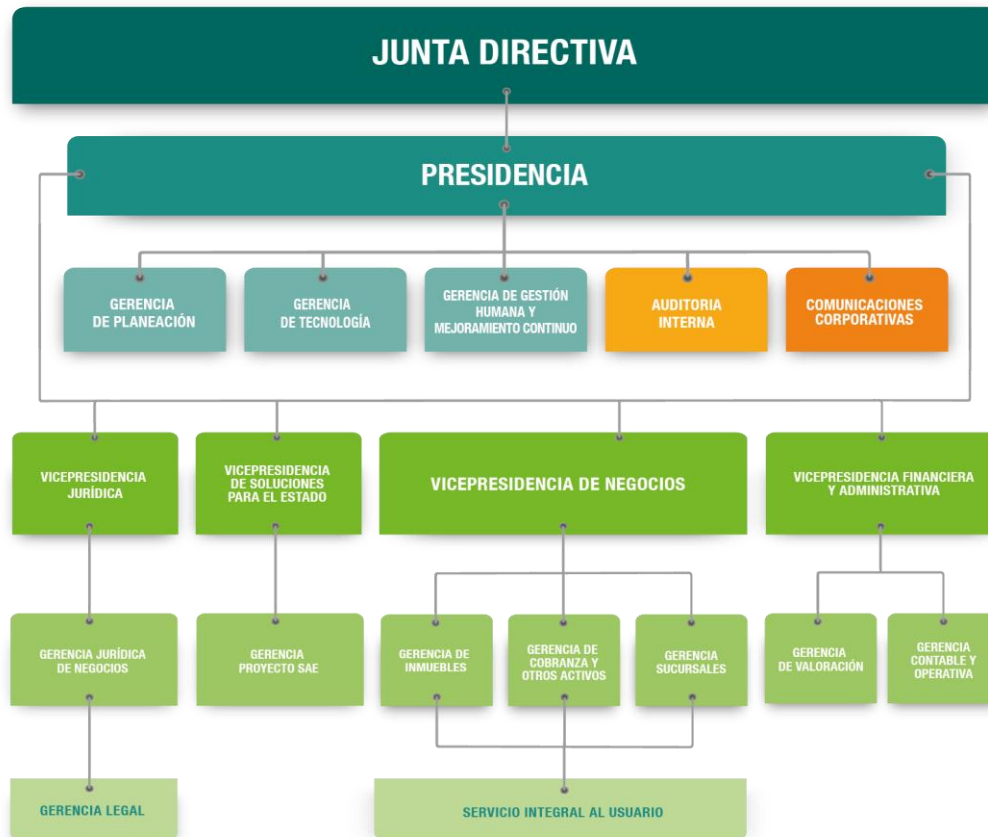 JUNTA DIRECTIVA
PRESIDENCIA
GERENCIA
DE PLANEACIÓN
GERENCIA
DE TECNOLOGÍA
GERENCIA DE GESTIÓN
HUMANA Y
MEJORAMIENTO CONTINUO
AUDITORIA
INTERNA
COMUNICACIONES
CORPORATIVAS
VICEPRESIDENCIA
JURÍDICA
VICEPRESIDENCIA
DE SOLUCIONES
PARA EL ESTADO
VICEPRESIDENCIA DE NEGOCIOS
VICEPRESIDENCIA FINANCIERA
Y ADMINISTRATIVA
GERENCIA JURÍDICA
DE NEGOCIOS
GERENCIA
PROYECTO SAE
GERENCIA DE
INMUEBLES
GERENCIA DE
COBRANZA Y
OTROS ACTIVOS
GERENCIA
SUCURSALES
GERENCIA
DE VALORACIÓN
GERENCIA
CONTABLE Y
OPERATIVA
GERENCIA LEGAL
SERVICIO INTEGRAL AL USUARIO